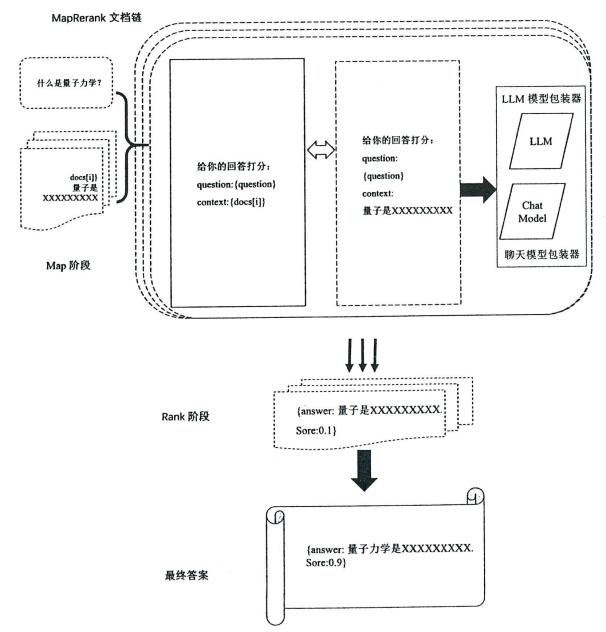 MapRerank 文档链
什么是量子力学?
docs[i]}
量子是
XXXXXXXXX
Map 阶段
给你的回答打分:
question:{question}
context:{docs[i]}
给你的回答打分:
question:
{question}
context:
量子是XXXXXXXXX
LLM 模型包装器
LLM
Chat
Model
聊天模型包装器
Rank 阶段
{answer: 量子是XXXXXXXXX.
Sore:0.1}
最终答案
{answer: 量子力学是XXXXXXXXX.
Sore:0.9}